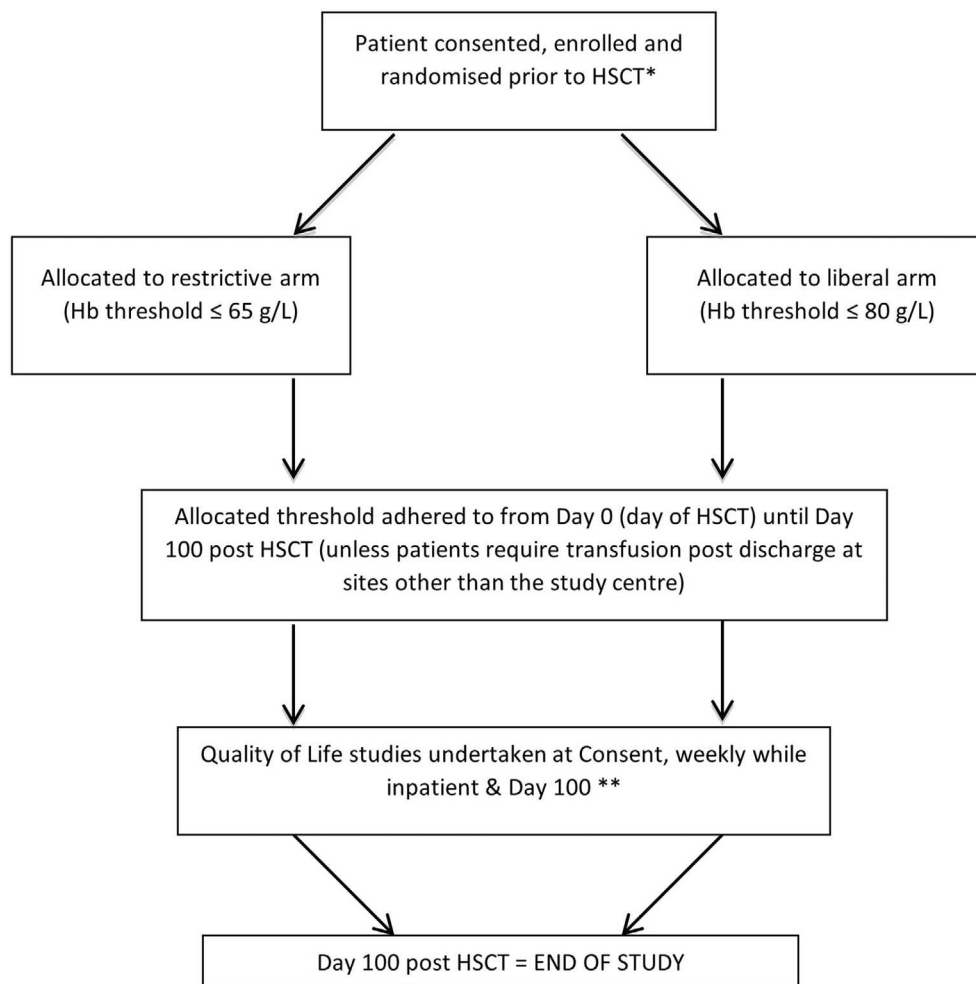 Patient consented, enrolled and
randomised prior to HSCT*
Allocated to restrictive arm
(Hb threshold ≤ 65 g/L)
Allocated to liberal arm
(Hb threshold ≤ 80 g/L)
Allocated threshold adhered to from Day 0 (day of HSCT) until Day
100 post HSCT (unless patients require transfusion post discharge at
sites other than the study centre)
Quality of Life studies undertaken at Consent, weekly while
inpatient & Day 100 **
Day 100 post HSCT = END OF STUDY